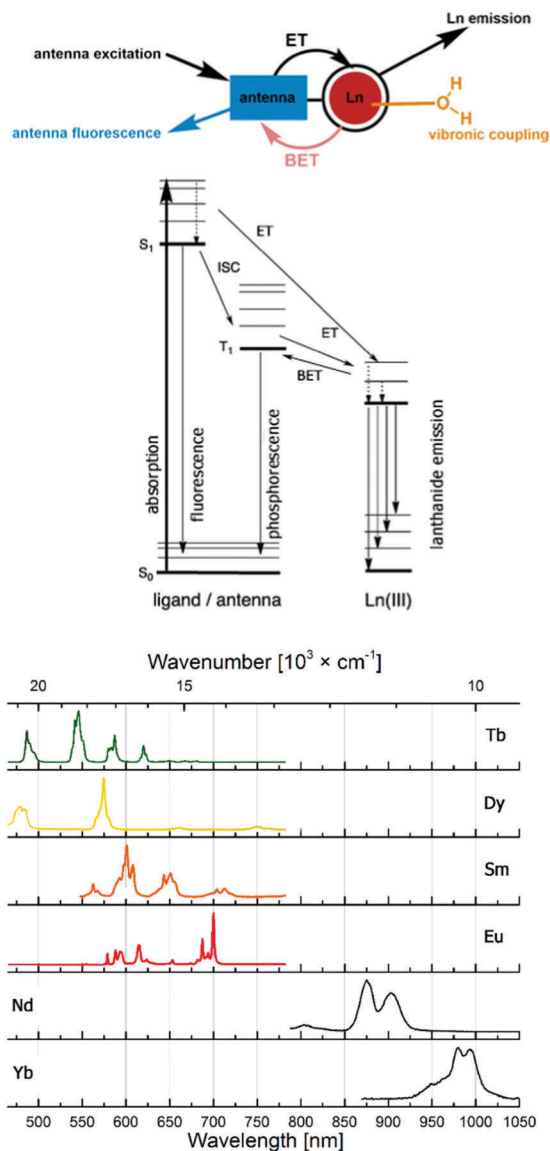 Ln emission
ET
antenna excitation
antenna
Ln
H
O
H
antenna fluorescence
vibronic coupling
BET
S1
ET
ISC
ET
T1
BET
absorption
fluorescence
phosphorescence
lanthanide emission
S0
ligand / antenna
Ln(III)
Wavenumber [10³ × cm⁻¹]
20 15 10
Tb
Dy
Sm
Eu
Nd
Yb
500 550 600 650 700 750 800 850 900 950 1000 1050
Wavelength [nm]